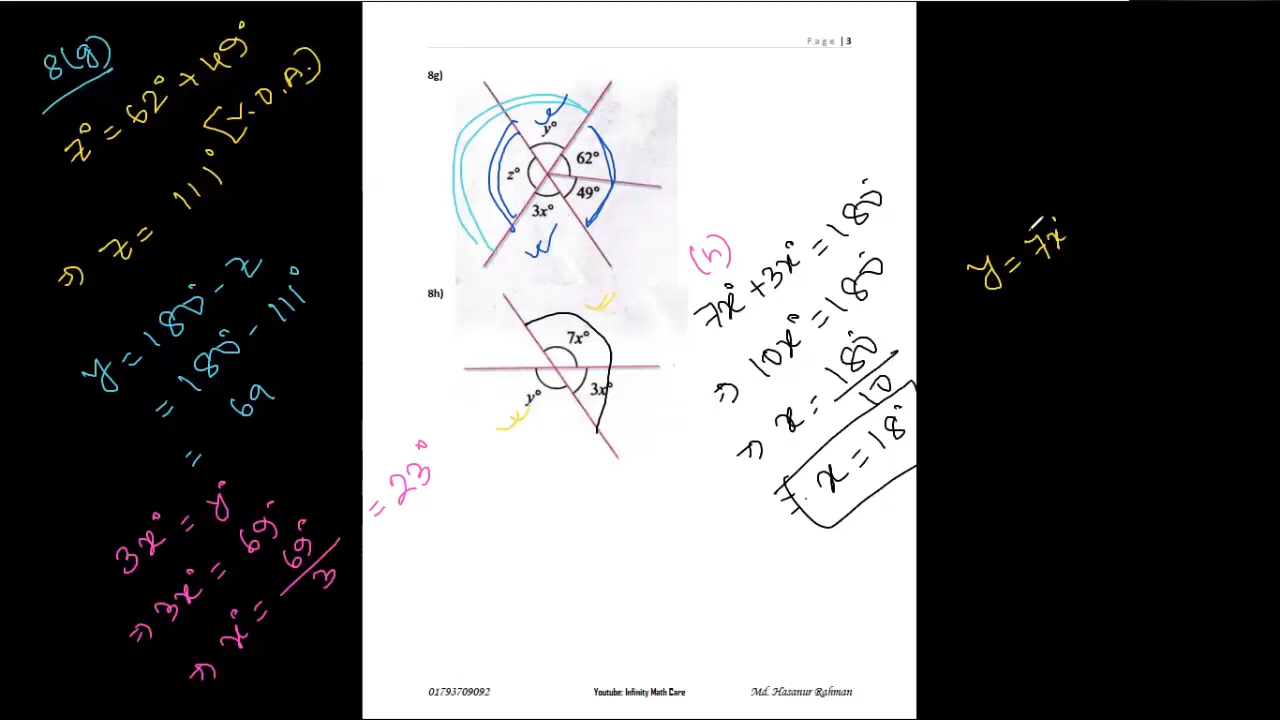 8(g)
z° = 62° + 49°
⇒ z = 111° [V.O.A.)
y = 180° - z
= 180° - 111°
= 69
3x° = y°
⇒ 3x° = 69°
⇒ x° = 69°/3
= 23°
Page | 3
8g)
y°
62°
z°
49°
3x°
8h)
7x°
3x°
y°
(h)
7x° + 3x° = 180°
⇒ 10x° = 180°
⇒ x = 180°/10
x = 18°
y = 7x°
01793709092 Youtube: Infinity Math Care Md. Hasanur Rahman